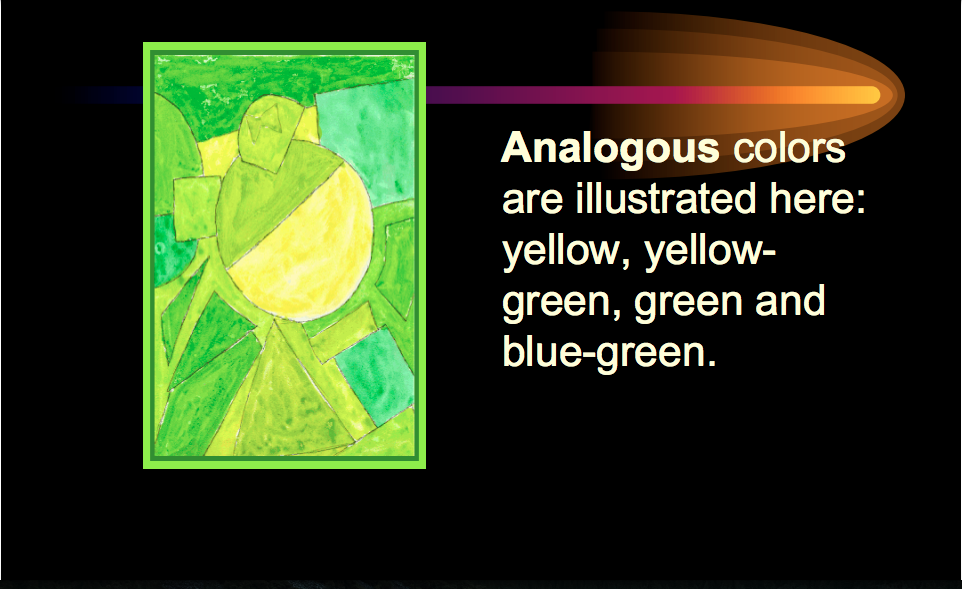 Analogous colors
are illustrated here:
yellow, yellow-
green, green and
blue-green.